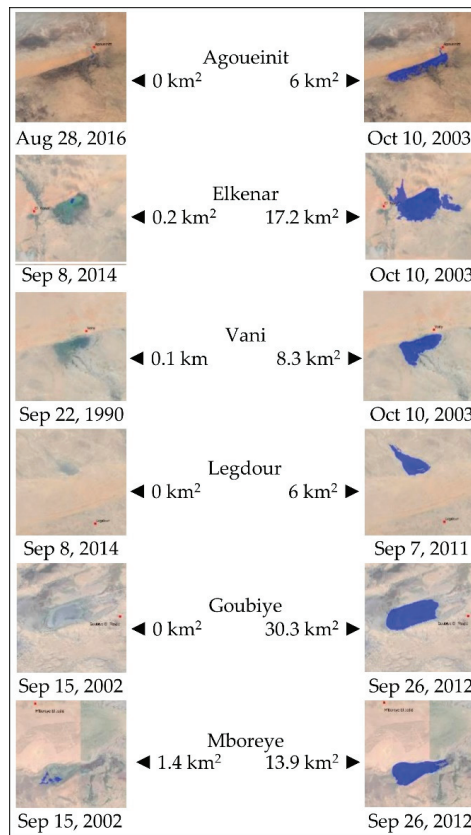 Agoueinit
◄ 0 km² 6 km² ►
Aug 28, 2016 Oct 10, 2003
Elkenar
◄ 0.2 km² 17.2 km² ►
Sep 8, 2014 Oct 10, 2003
Vani
◄ 0.1 km 8.3 km² ►
Sep 22, 1990 Oct 10, 2003
Legdour
◄ 0 km² 6 km² ►
Sep 8, 2014 Sep 7, 2011
Goubiye
◄ 0 km² 30.3 km² ►
Sep 15, 2002 Sep 26, 2012
Mboreye
◄ 1.4 km² 13.9 km² ►
Sep 15, 2002 Sep 26, 2012